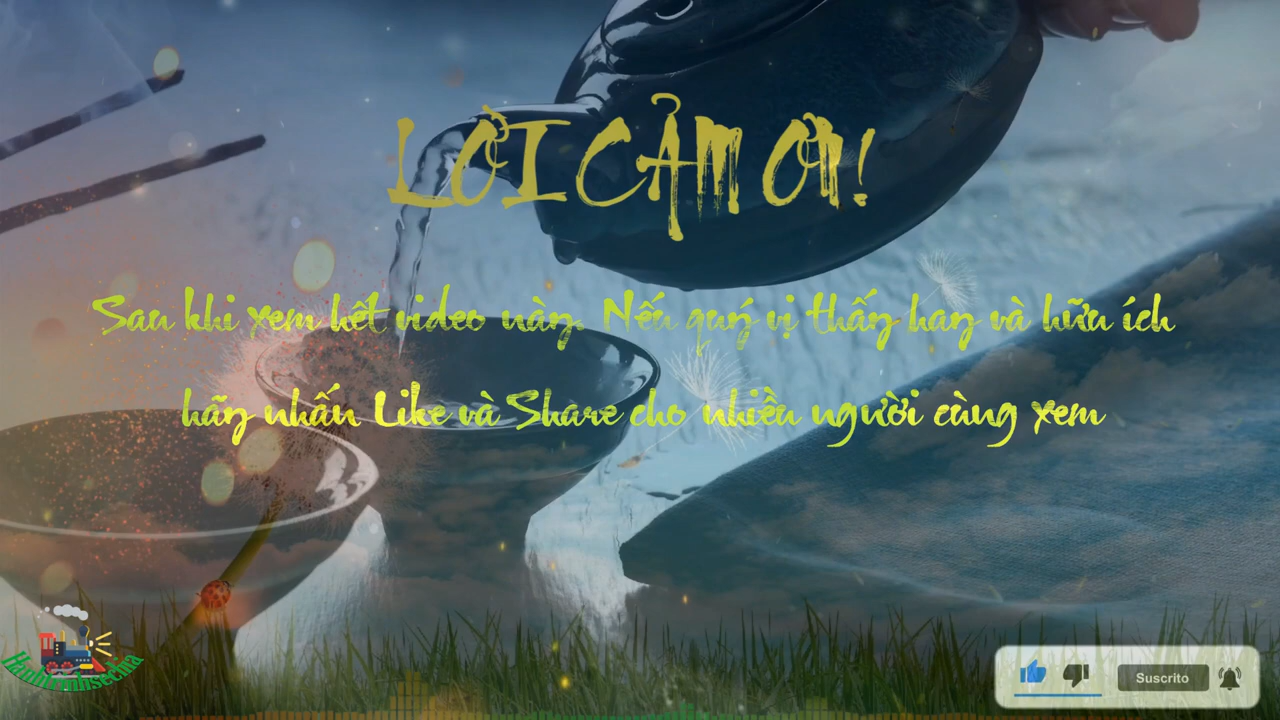 LỜI CẢM ƠN!
Sau khi xem hết video này. Nếu quý vị thấy hay và hữu ích
hãy nhấn Like và Share cho nhiều người cùng xem
Hanhtrinhsecha
Suscrito